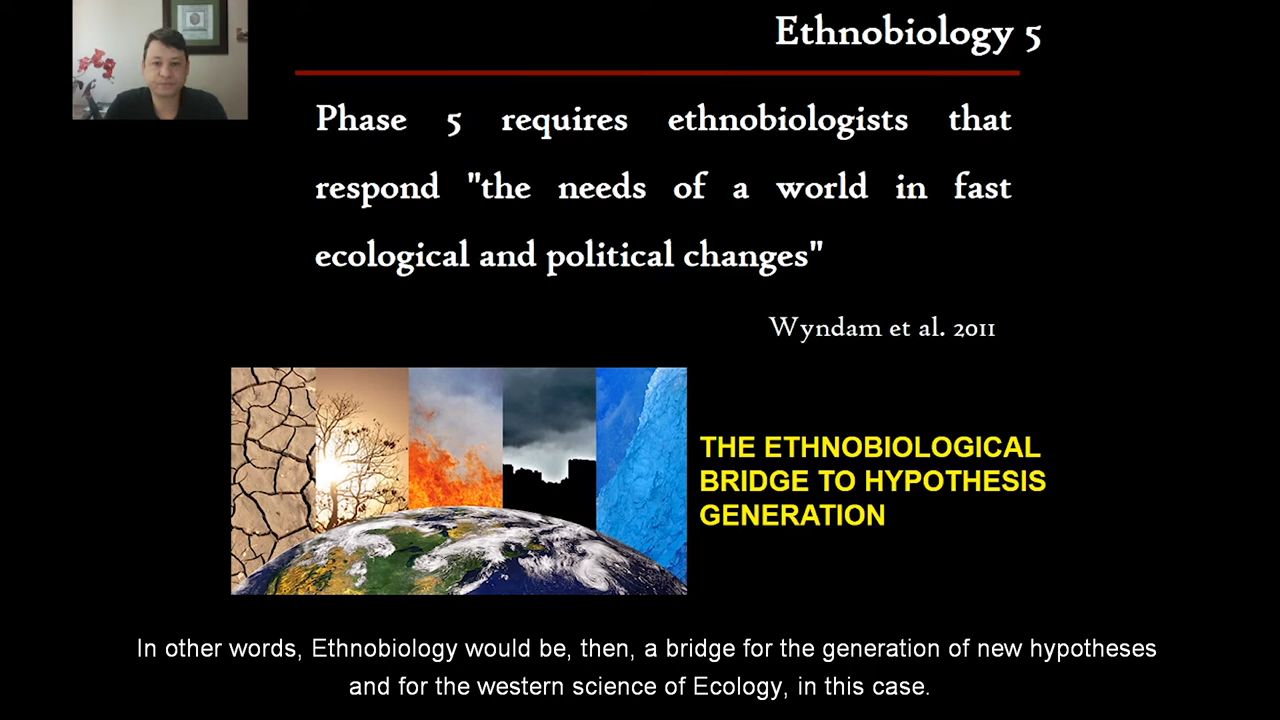 Ethnobiology 5
Phase 5 requires ethnobiologists that
respond "the needs of a world in fast
ecological and political changes"
Wyndam et al. 2011
THE ETHNOBIOLOGICAL
BRIDGE TO HYPOTHESIS
GENERATION
In other words, Ethnobiology would be, then, a bridge for the generation of new hypotheses
and for the western science of Ecology, in this case.